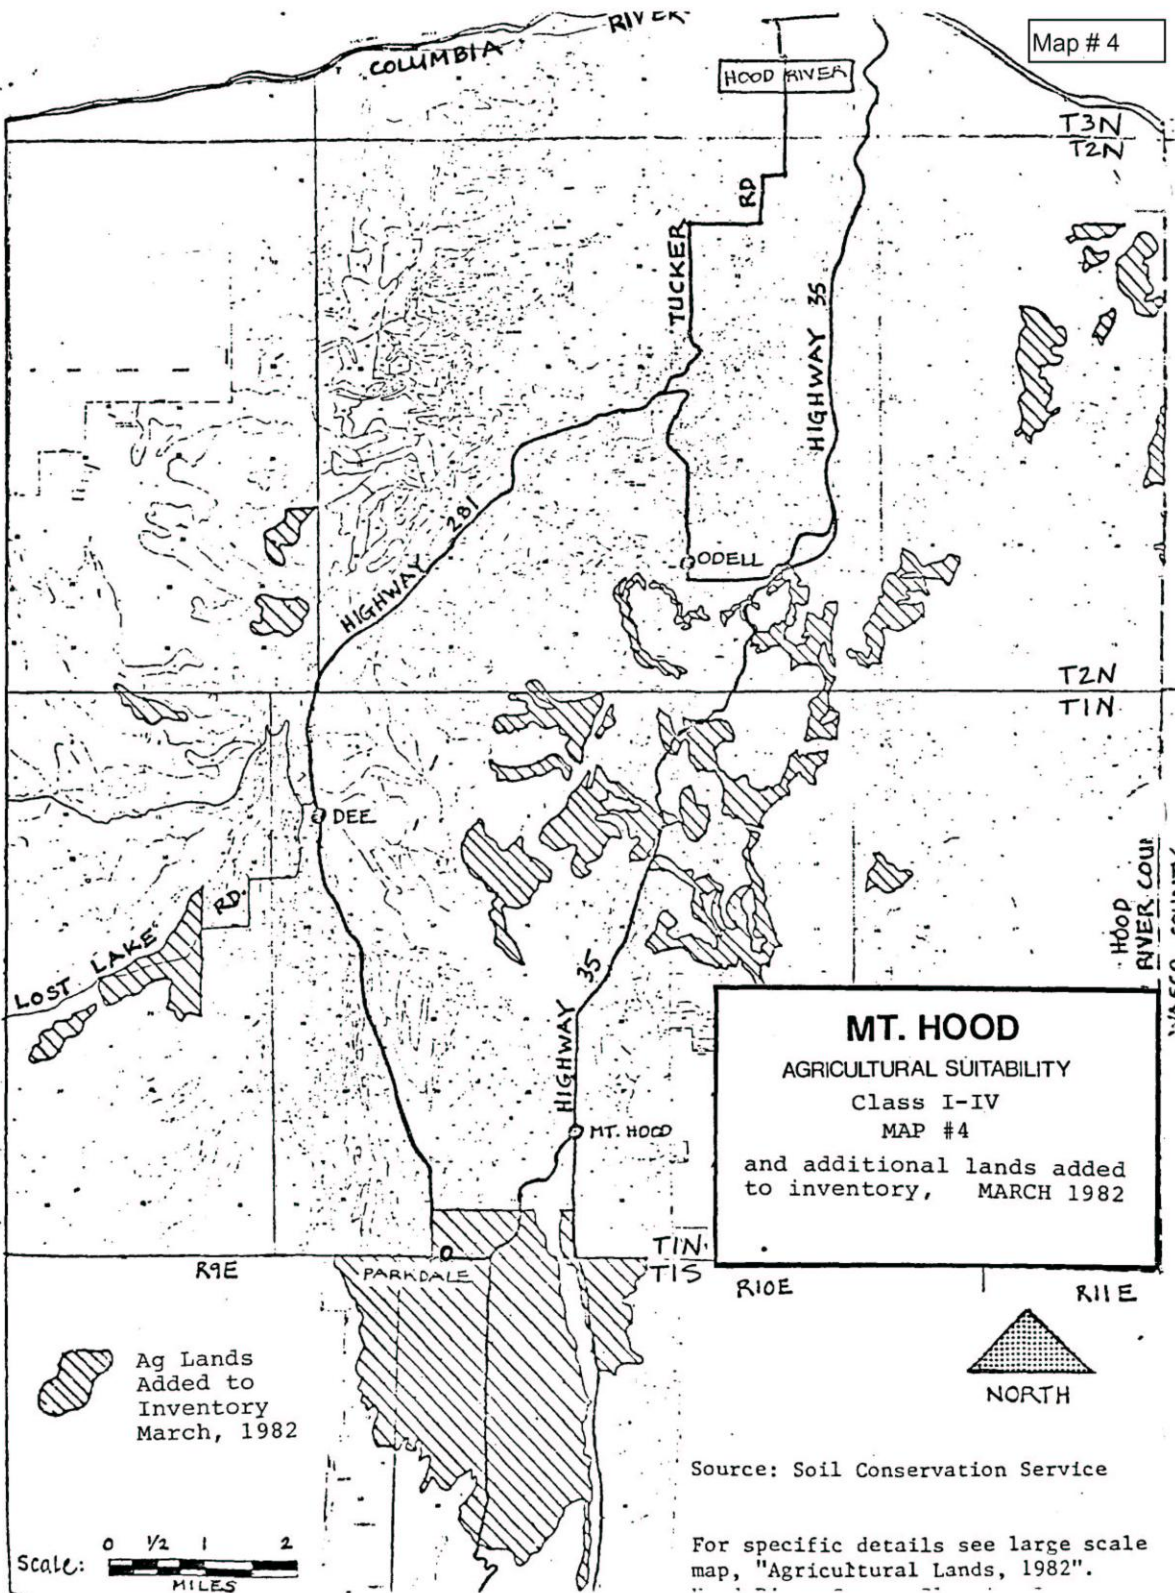 Map # 4
RIVER
COLUMBIA
HOOD RIVER
T3N
T2N
RD
TUCKER
HIGHWAY 35
HIGHWAY 281
ODELL
T2N
T1N
DEE
RD.
LOST LAKE
HOOD
RIVER COU
HIGHWAY 35
MT. HOOD
AGRICULTURAL SUITABILITY
Class I-IV
MAP #4
and additional lands added
to inventory, MARCH 1982
MT. HOOD
T1N
T1S
R9E
PARKDALE
R10E
R11E
NORTH
Ag Lands
Added to
Inventory
March, 1982
Source: Soil Conservation Service
For specific details see large scale
map, "Agricultural Lands, 1982".
Scale: 0 1/2 1 2
MILES